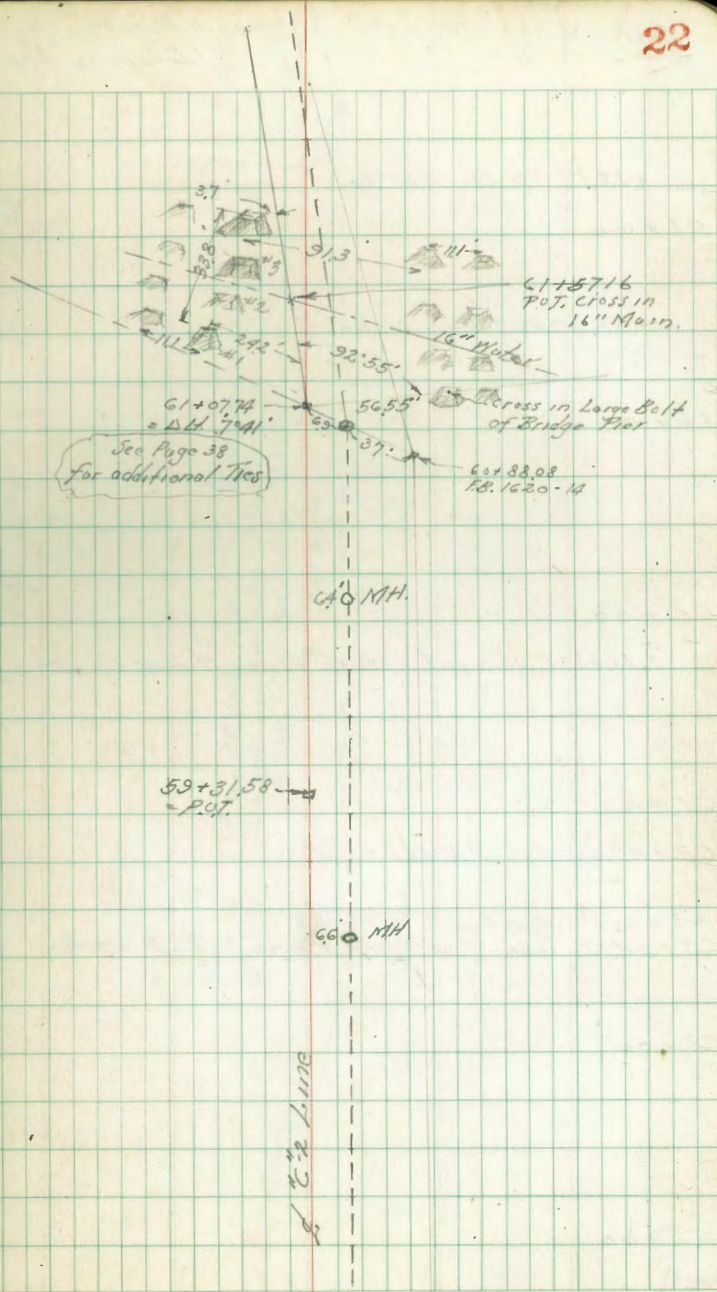 22
3.7
91.3
11.1
33.8'
#3
#2
61+57.16
P.O.T. Cross in
16" Main.
16" Water
11.1
#1
24.2'
92°55'
61+07.74
= ΔH 7°41'
6.9
56.55'
37.
Cross in Large Bolt
of Bridge Pier
See Page 38
for additional Ties
60+88.08
F.B. 1620-14
6.4' MH.
59+31.58
= P.O.T.
6.6' MH
℄ "C"-2 Line